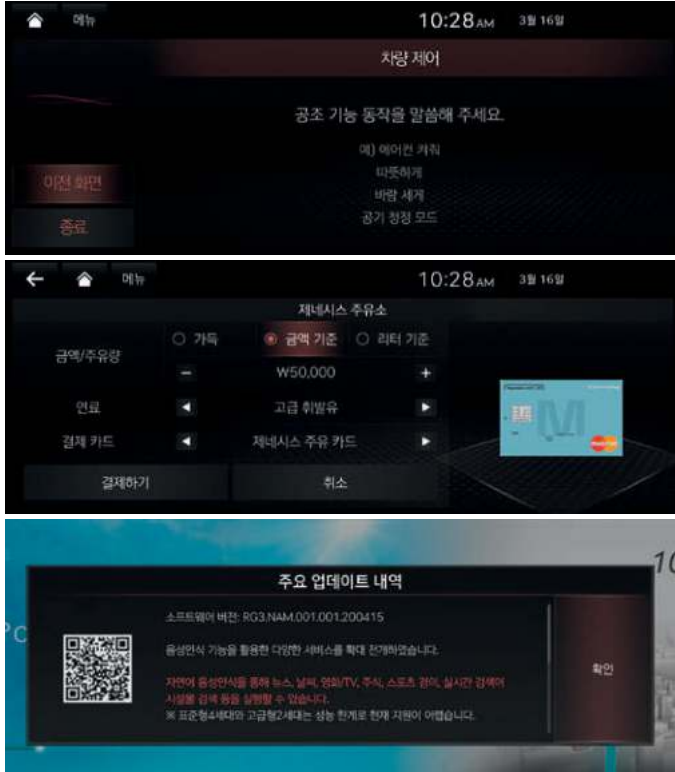 메뉴
10:28 AM 3월 16일
차량 제어
공조 기능 동작을 말씀해 주세요.
예) 에어컨 켜줘
따뜻하게
바람 세게
공기 청정 모드
이전 화면
종료
메뉴
10:28 AM 3월 16일
제네시스 주유소
금액/주유량
가득
금액 기준
리터 기준
− ₩50,000 +
연료
고급 휘발유
결제 카드
제네시스 주유 카드
결제하기
취소
M
MasterCard
10
주요 업데이트 내역
소프트웨어 버전: RG3.NAM.001.001.200415
음성인식 기능을 활용한 다양한 서비스를 확대 전개하였습니다.
자연어 음성인식을 통해 뉴스, 날씨, 영화/TV, 주식, 스포츠 경이, 실시간 검색어
시설물 검색 등을 실행할 수 있습니다.
※ 표준형4세대와 고급형2세대는 성능 한계로 현재 지원이 어렵습니다.
확인
°C